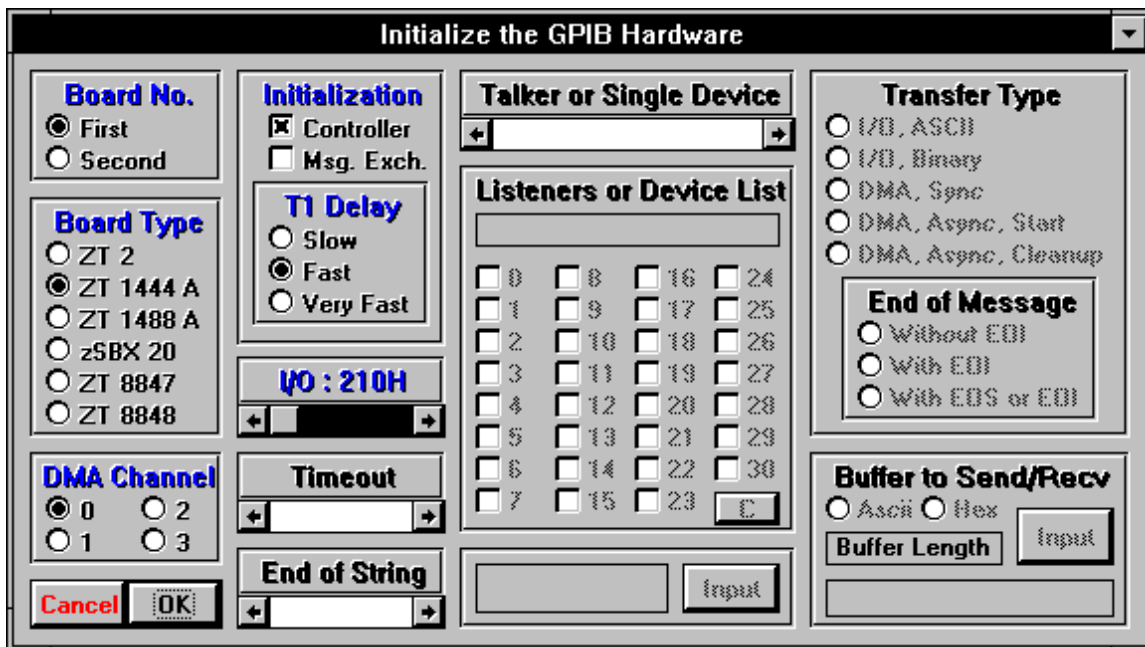 Initialize the GPIB Hardware
Board No.
First
Second
Board Type
ZT 2
ZT 1444 A
ZT 1488 A
zSBX 20
ZT 8847
ZT 8848
DMA Channel
0 2
1 3
Cancel OK
Initialization
Controller
Msg. Exch.
T1 Delay
Slow
Fast
Very Fast
I/O : 210H
Timeout
End of String
Talker or Single Device
Listeners or Device List
0 8 16 24
1 9 17 25
2 10 18 26
3 11 19 27
4 12 20 28
5 13 21 29
6 14 22 30
7 15 23 C
Input
Transfer Type
I/O, ASCII
I/O, Binary
DMA, Sync
DMA, Async, Start
DMA, Async, Cleanup
End of Message
Without EOI
With EOI
With EOS or EOI
Buffer to Send/Recv
Ascii Hex
Buffer Length
Input